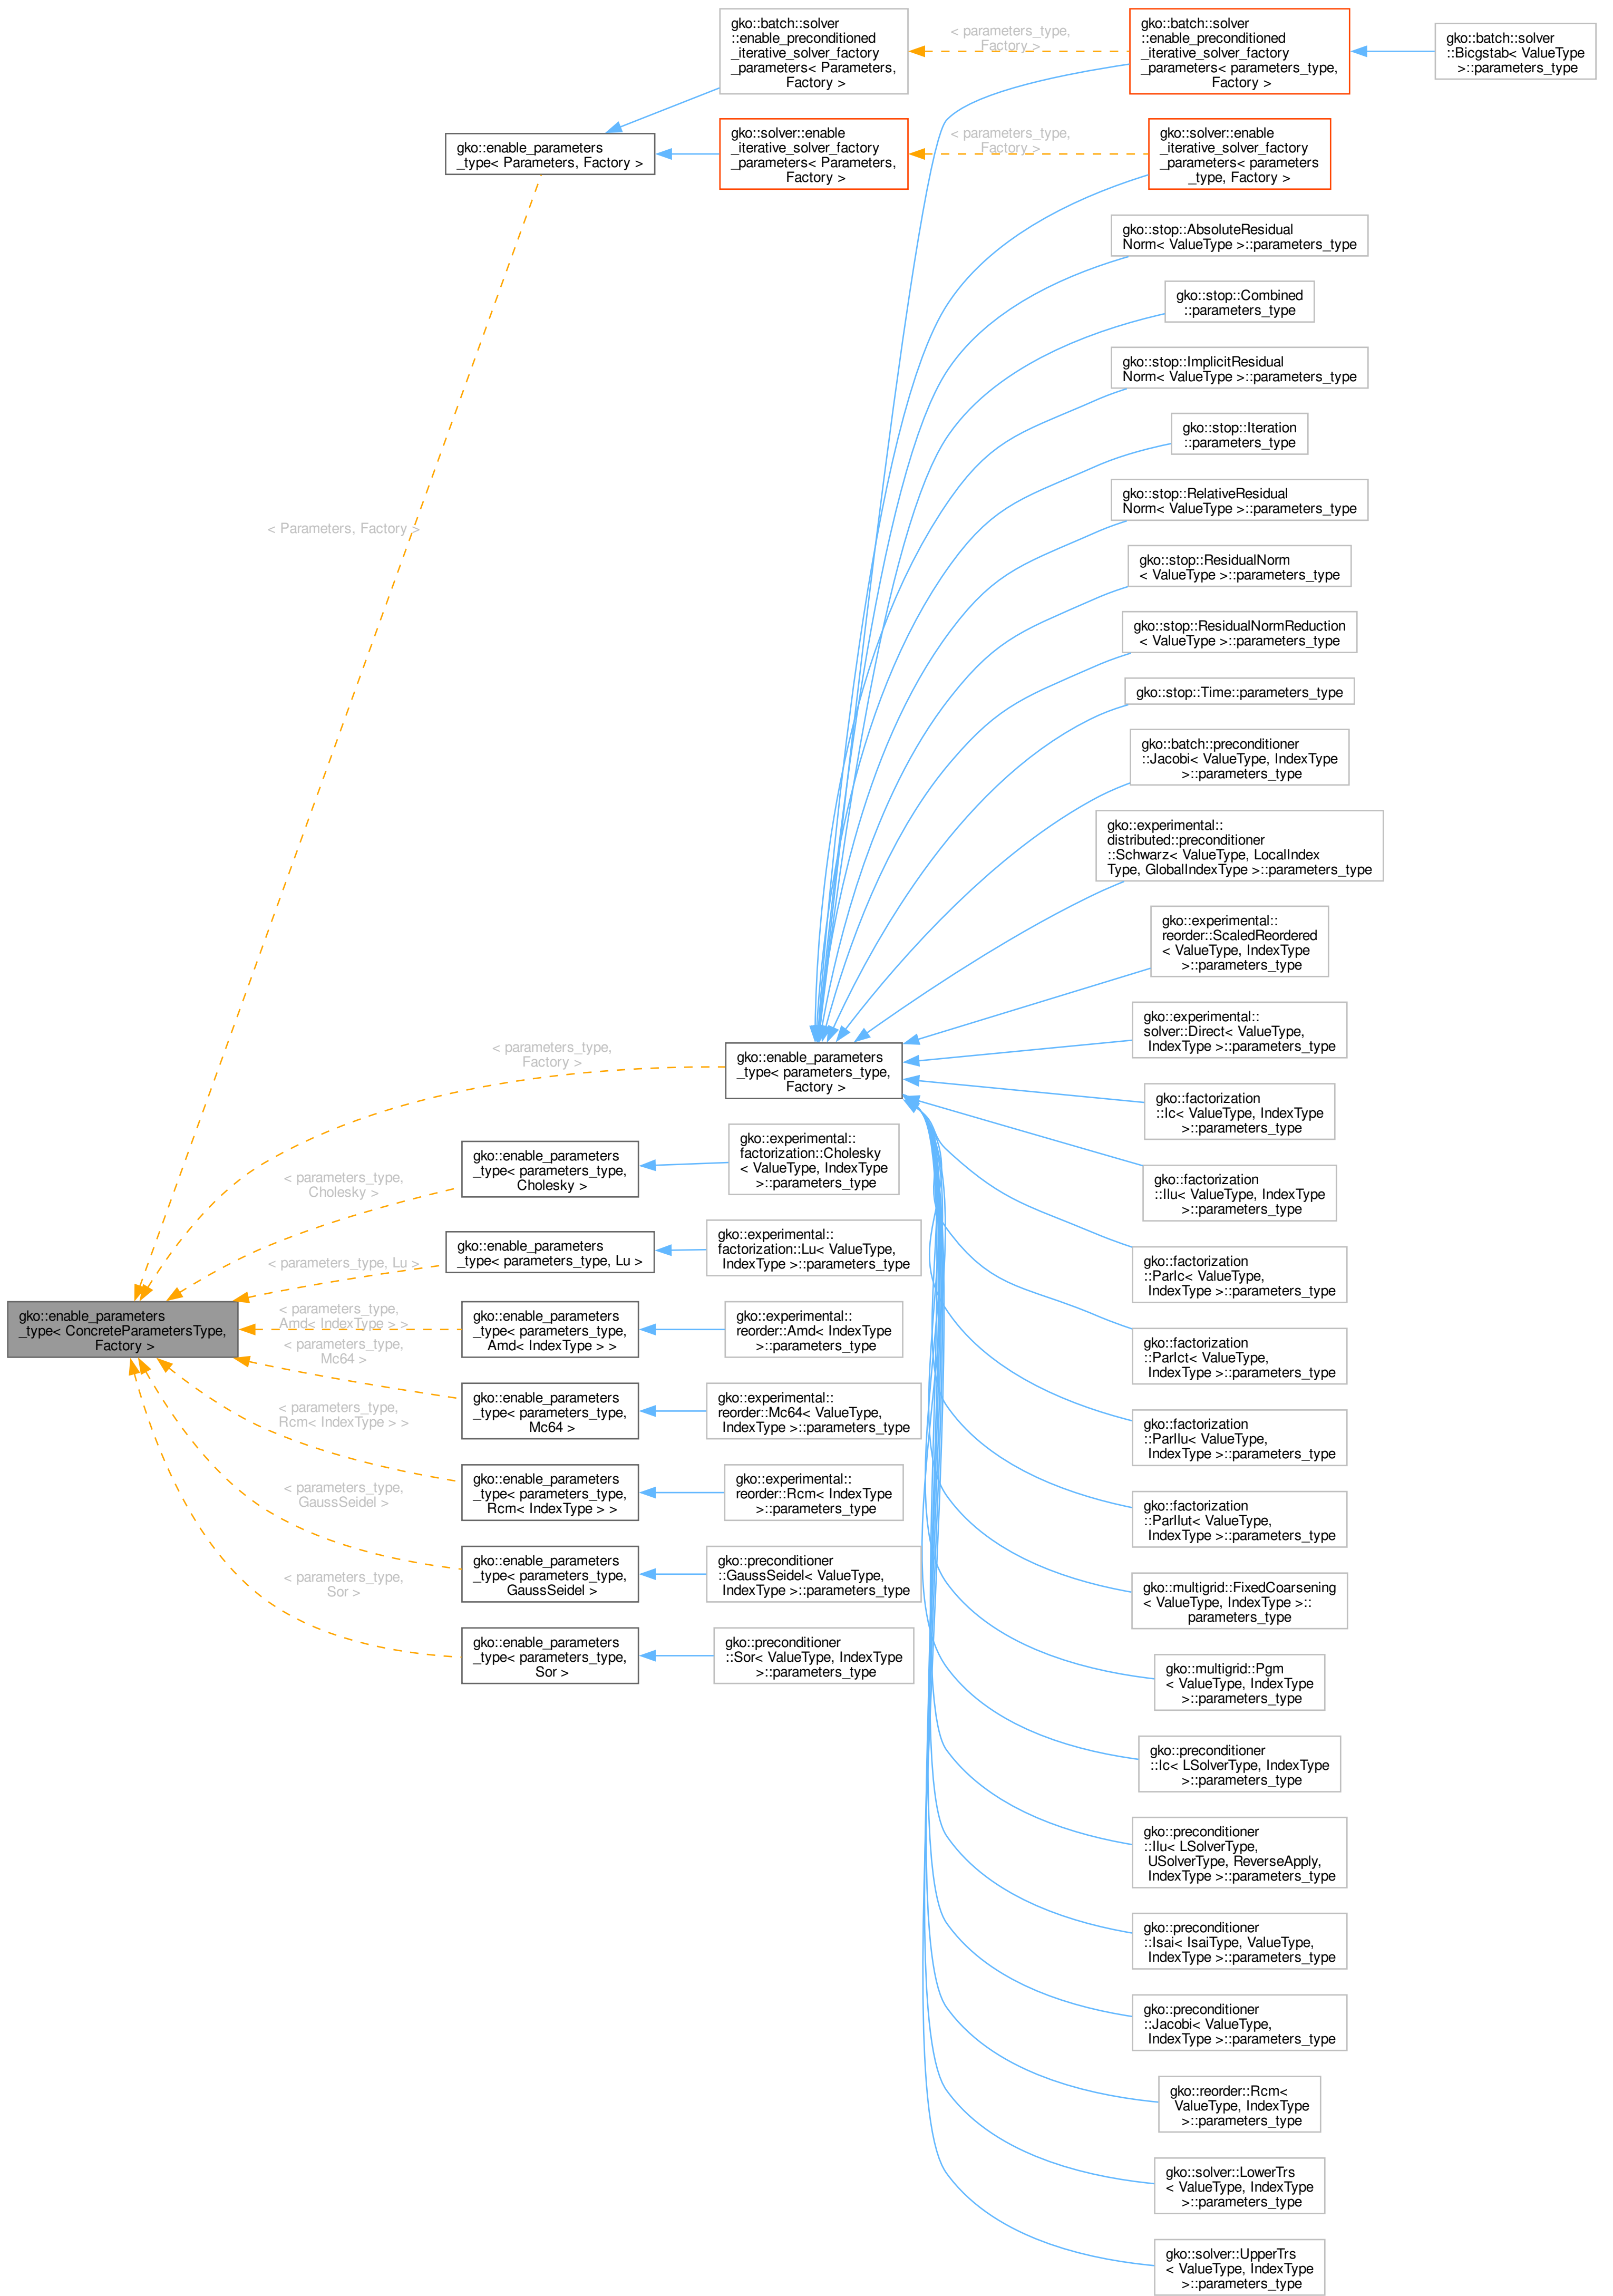 gko::batch::solver
::enable_preconditioned
_iterative_solver_factory
_parameters< Parameters,
Factory >
< parameters_type,
Factory >
gko::batch::solver
::enable_preconditioned
_iterative_solver_factory
_parameters< parameters_type,
Factory >
gko::batch::solver
::Bicgstab< ValueType
>::parameters_type
gko::enable_parameters
_type< Parameters, Factory >
gko::solver::enable
_iterative_solver_factory
_parameters< Parameters,
Factory >
< parameters_type,
Factory >
gko::solver::enable
_iterative_solver_factory
_parameters< parameters
_type, Factory >
gko::stop::AbsoluteResidual
Norm< ValueType >::parameters_type
gko::stop::Combined
::parameters_type
gko::stop::ImplicitResidual
Norm< ValueType >::parameters_type
gko::stop::Iteration
::parameters_type
gko::stop::RelativeResidual
Norm< ValueType >::parameters_type
< Parameters, Factory >
gko::stop::ResidualNorm
< ValueType >::parameters_type
gko::stop::ResidualNormReduction
< ValueType >::parameters_type
gko::stop::Time::parameters_type
gko::batch::preconditioner
::Jacobi< ValueType, IndexType
>::parameters_type
gko::experimental::
distributed::preconditioner
::Schwarz< ValueType, LocalIndex
Type, GlobalIndexType >::parameters_type
gko::experimental::
reorder::ScaledReordered
< ValueType, IndexType
>::parameters_type
gko::experimental::
solver::Direct< ValueType,
IndexType >::parameters_type
< parameters_type,
Factory >
gko::enable_parameters
_type< parameters_type,
Factory >
gko::factorization
::Ic< ValueType, IndexType
>::parameters_type
gko::enable_parameters
_type< parameters_type,
Cholesky >
gko::experimental::
factorization::Cholesky
< ValueType, IndexType
>::parameters_type
gko::factorization
::Ilu< ValueType, IndexType
>::parameters_type
< parameters_type,
Cholesky >
gko::enable_parameters
_type< parameters_type, Lu >
gko::experimental::
factorization::Lu< ValueType,
IndexType >::parameters_type
< parameters_type, Lu >
gko::factorization
::ParIc< ValueType,
IndexType >::parameters_type
gko::enable_parameters
_type< ConcreteParametersType,
Factory >
< parameters_type,
Amd< IndexType > >
gko::enable_parameters
_type< parameters_type,
Amd< IndexType > >
gko::experimental::
reorder::Amd< IndexType
>::parameters_type
gko::factorization
::ParIct< ValueType,
IndexType >::parameters_type
< parameters_type,
Mc64 >
gko::enable_parameters
_type< parameters_type,
Mc64 >
gko::experimental::
reorder::Mc64< ValueType,
IndexType >::parameters_type
gko::factorization
::ParIlu< ValueType,
IndexType >::parameters_type
< parameters_type,
Rcm< IndexType > >
gko::enable_parameters
_type< parameters_type,
Rcm< IndexType > >
gko::experimental::
reorder::Rcm< IndexType
>::parameters_type
gko::factorization
::ParIlut< ValueType,
IndexType >::parameters_type
< parameters_type,
GaussSeidel >
gko::enable_parameters
_type< parameters_type,
GaussSeidel >
gko::preconditioner
::GaussSeidel< ValueType,
IndexType >::parameters_type
gko::multigrid::FixedCoarsening
< ValueType, IndexType >::
parameters_type
< parameters_type,
Sor >
gko::enable_parameters
_type< parameters_type,
Sor >
gko::preconditioner
::Sor< ValueType, IndexType
>::parameters_type
gko::multigrid::Pgm
< ValueType, IndexType
>::parameters_type
gko::preconditioner
::Ic< LSolverType, IndexType
>::parameters_type
gko::preconditioner
::Ilu< LSolverType,
USolverType, ReverseApply,
IndexType >::parameters_type
gko::preconditioner
::Isai< IsaiType, ValueType,
IndexType >::parameters_type
gko::preconditioner
::Jacobi< ValueType,
IndexType >::parameters_type
gko::reorder::Rcm<
ValueType, IndexType
>::parameters_type
gko::solver::LowerTrs
< ValueType, IndexType
>::parameters_type
gko::solver::UpperTrs
< ValueType, IndexType
>::parameters_type